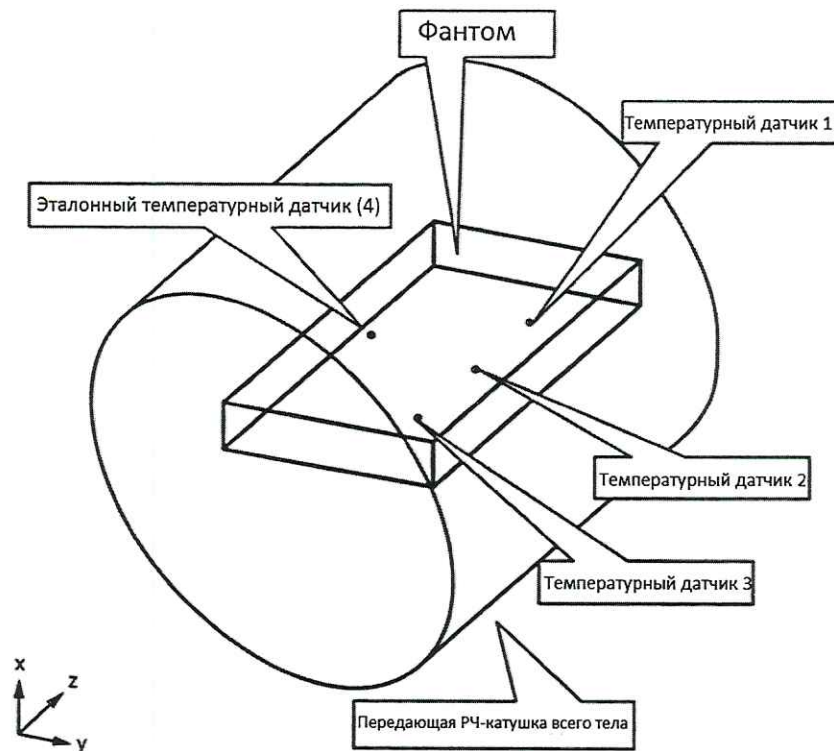 Фантом
Температурный датчик 1
Эталонный температурный датчик (4)
Температурный датчик 2
Температурный датчик 3
Передающая РЧ-катушка всего тела
x
z
y